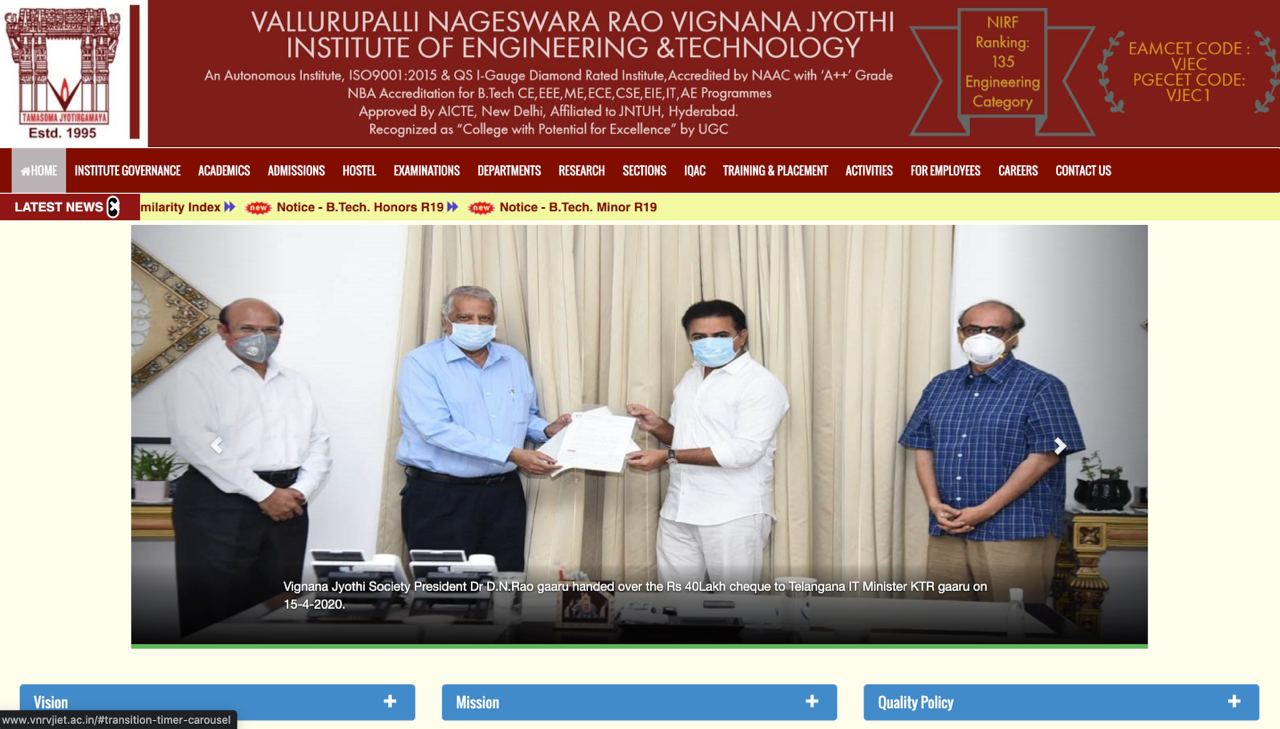 VALLURUPALLI NAGESWARA RAO VIGNANA JYOTHI
INSTITUTE OF ENGINEERING &TECHNOLOGY
An Autonomous Institute, ISO9001:2015 & QS I-Gauge Diamond Rated Institute,Accredited by NAAC with ‘A++’ Grade
NBA Accreditation for B.Tech CE,EEE,ME,ECE,CSE,EIE,IT,AE Programmes
Approved By AICTE, New Delhi, Affiliated to JNTUH, Hyderabad.
Recognized as “College with Potential for Excellence” by UGC
TAMASOMA JYOTIRGAMAYA
Estd. 1995
NIRF
Ranking:
135
Engineering
Category
EAMCET CODE :
VJEC
PGECET CODE:
VJEC1
HOME INSTITUTE GOVERNANCE ACADEMICS ADMISSIONS HOSTEL EXAMINATIONS DEPARTMENTS RESEARCH SECTIONS IQAC TRAINING & PLACEMENT ACTIVITIES FOR EMPLOYEES CAREERS CONTACT US
LATEST NEWS milarity Index new Notice - B.Tech. Honors R19 new Notice - B.Tech. Minor R19
Vignana Jyothi Society President Dr D.N.Rao gaaru handed over the Rs 40Lakh cheque to Telangana IT Minister KTR gaaru on
15-4-2020.
Vision Mission Quality Policy
www.vnrvjiet.ac.in/#transition-timer-carousel